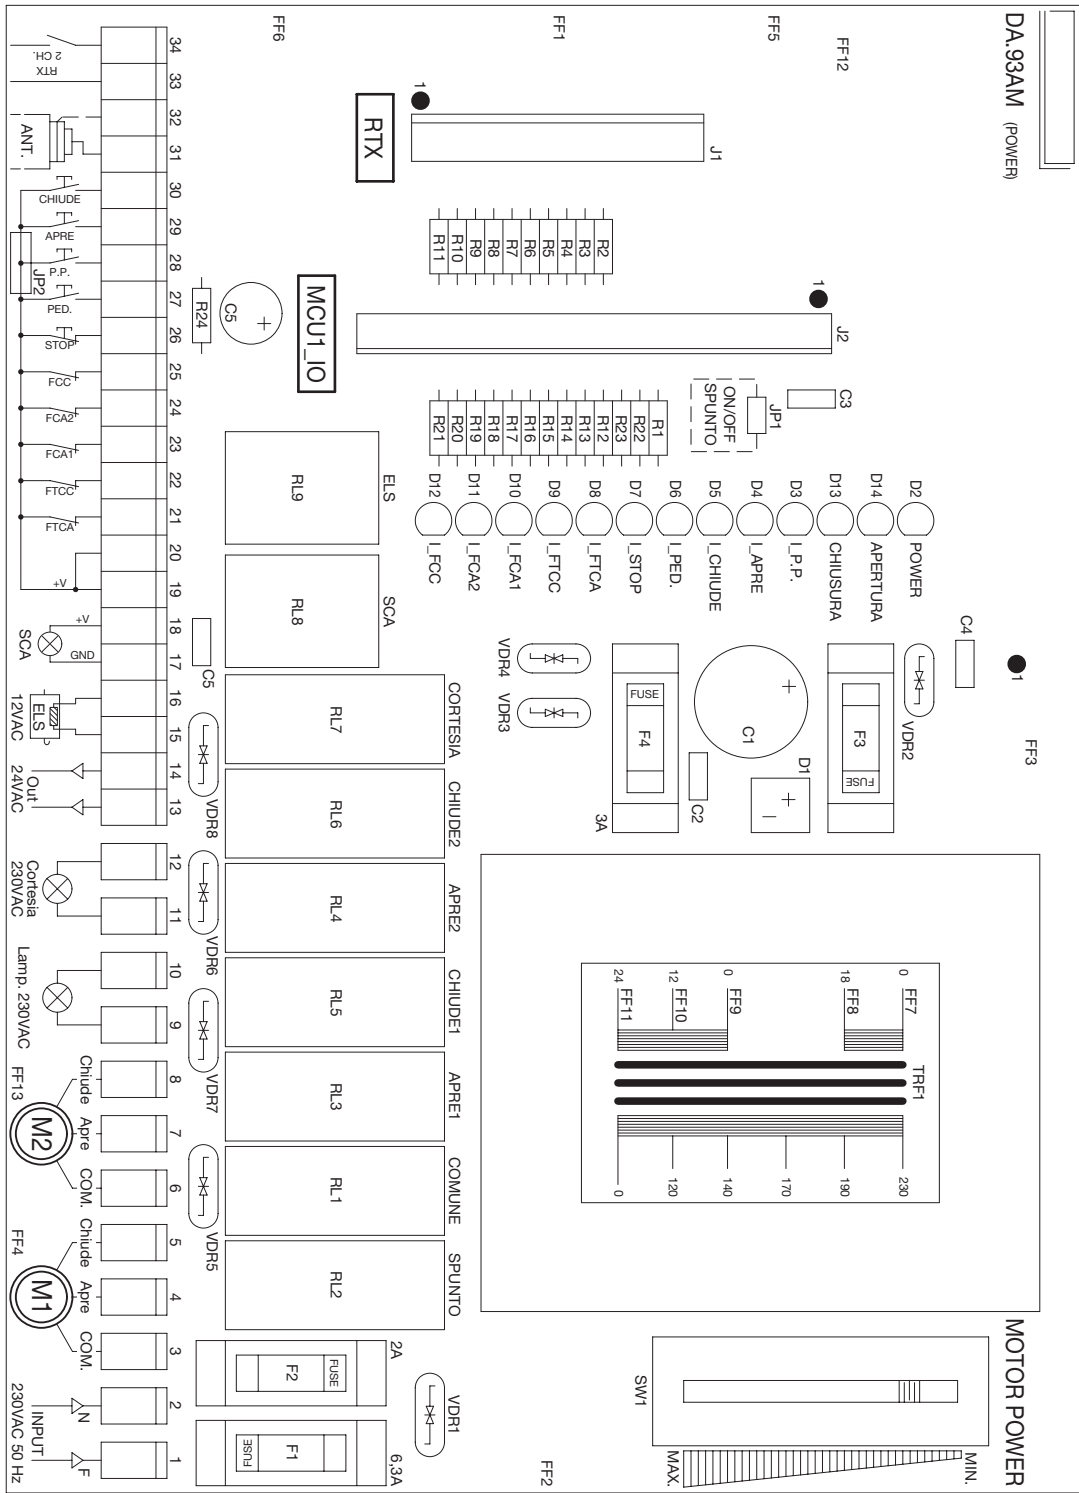 DA.93AM (POWER)
MOTOR POWER
FF12
FF5
FF1
FF6
FF3
FF2
1
RTX
J1
R11
R10
R9
R8
R7
R6
R5
R4
R3
R2
MCU1_IO
1
J2
C5
+
R24
R21
R20
R19
R18
R17
R16
R15
R14
R13
R12
R23
R22
R1
ON/OFF
SPUNTO
JP1
C3
D12
D11
D10
D9
D8
D7
D6
D5
D4
D3
D13
D14
D2
I_FCC
I_FCA2
I_FCA1
I_FTCC
I_FTCA
I_STOP
I_PED.
I_CHIUDE
I_APRE
I_P.P.
CHIUSURA
APERTURA
POWER
1
C4
VDR2
VDR4
VDR3
FUSE
F4
3A
C1
+
C2
D1
+
-
F3
FUSE
RL9
ELS
RL8
SCA
RL7
CORTESIA
RL6
CHIUDE2
RL4
APRE2
RL5
CHIUDE1
RL3
APRE1
RL1
COMUNE
RL2
SPUNTO
C5
VDR8
VDR6
VDR7
VDR5
VDR1
2A
FUSE
F2
6,3A
F1
FUSE
TRF1
0
FF7
18
FF8
0
FF9
12
FF10
24
FF11
230
190
170
140
120
0
SW1
MIN.
MAX.
34
33
32
31
30
29
28
27
26
25
24
23
22
21
20
19
18
17
16
15
14
13
12
11
10
9
8
7
6
5
4
3
2
1
2 CH.
RTX
ANT.
CHIUDE
APRE
P.P.
JP2
PED.
STOP
FCC
FCA2
FCA1
FTCC
FTCA
+V
+V
GND
SCA
ELS
12VAC
Out
24VAC
Cortesia
230VAC
Lamp. 230VAC
Chiude
Apre
COM.
FF13
M2
Chiude
Apre
COM.
FF4
M1
N
F
INPUT
230VAC 50 Hz